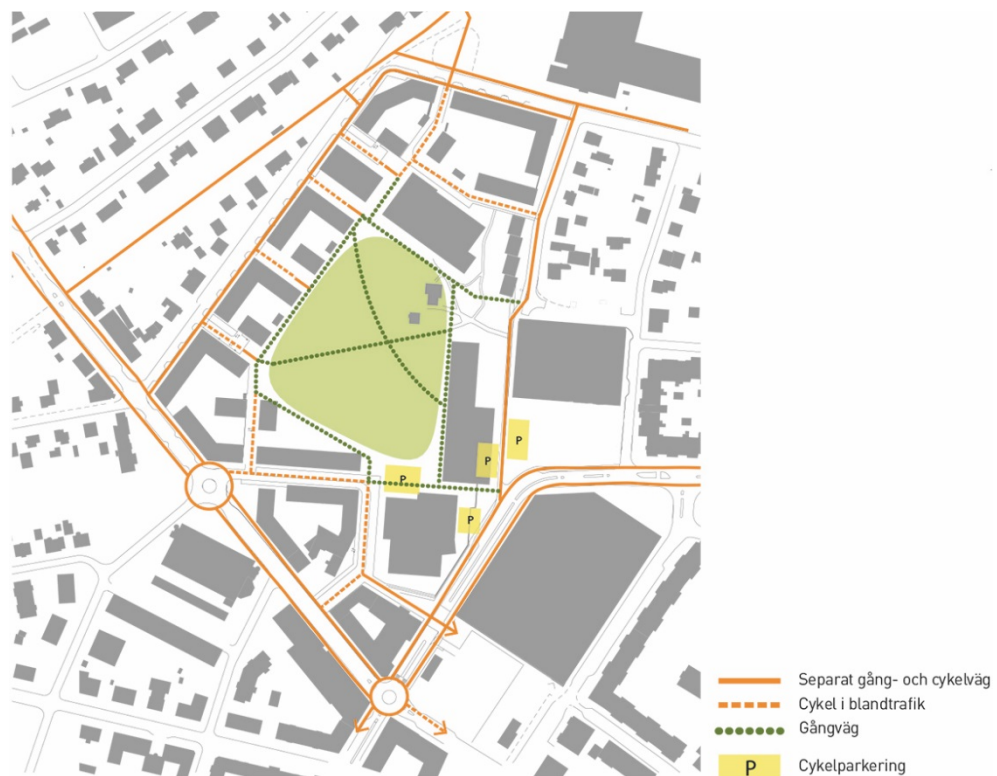 P
P
P
P
Separat gång- och cykelväg
Cykel i blandtrafik
Gångväg
P Cykelparkering